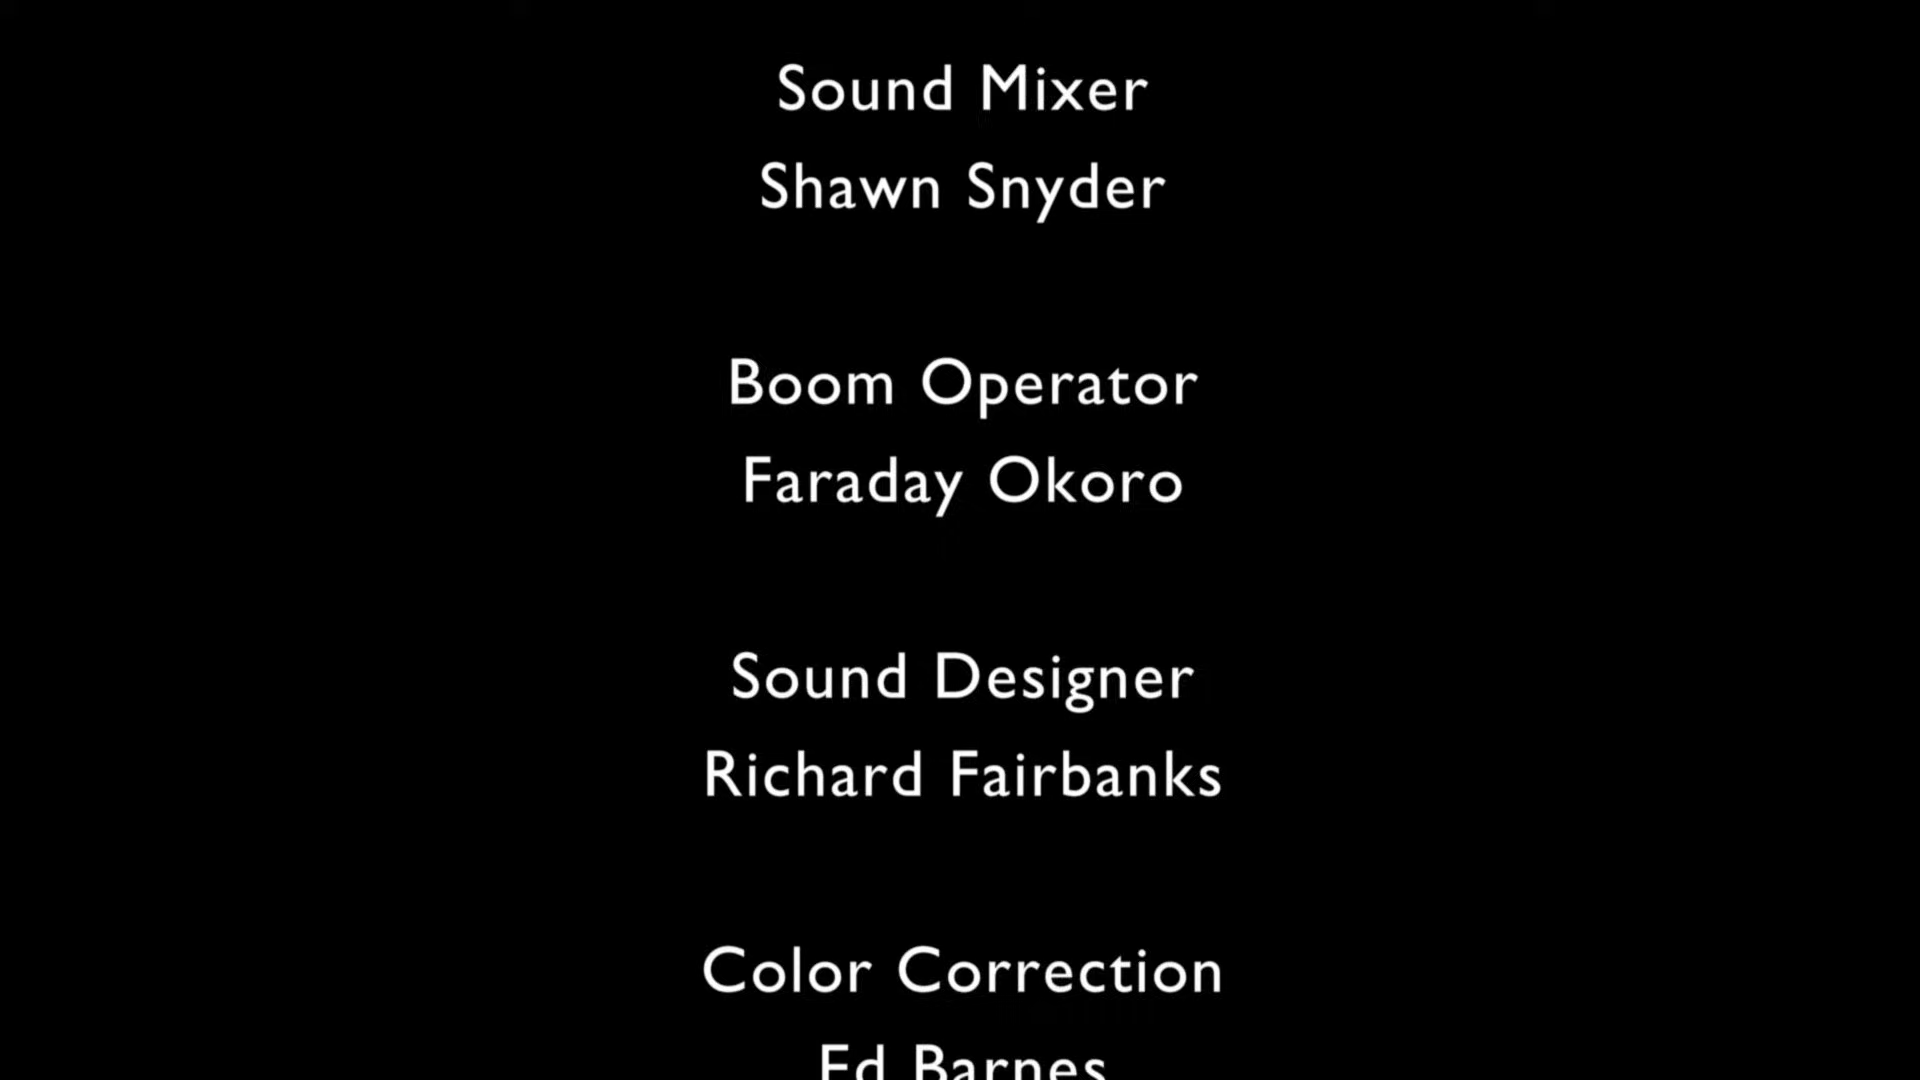 Sound Mixer
Shawn Snyder
Boom Operator
Faraday Okoro
Sound Designer
Richard Fairbanks
Color Correction
Ed Barnes